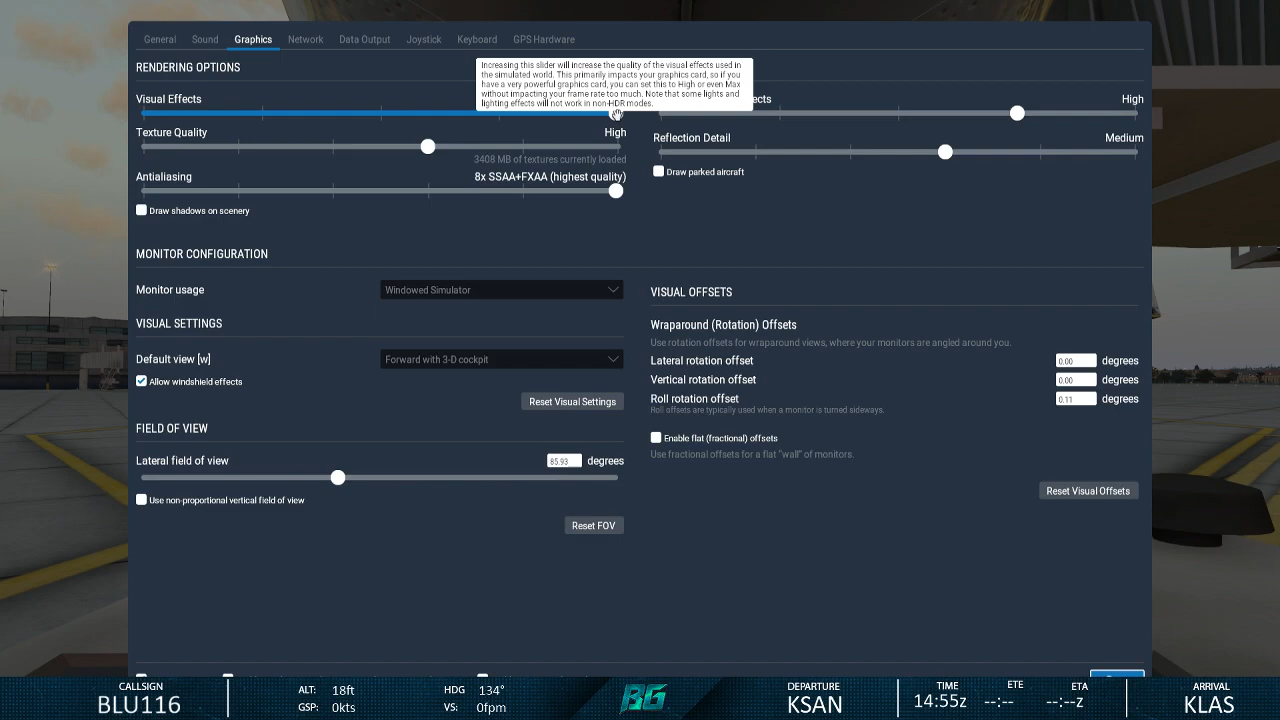 General Sound Graphics Network Data Output Joystick Keyboard GPS Hardware
RENDERING OPTIONS
Increasing this slider will increase the quality of the visual effects used in
the simulated world. This primarily impacts your graphics card, so if you
have a very powerful graphics card, you can set this to High or even Max
without impacting your frame rate too much. Note that some lights and
lighting effects will not work in non-HDR modes.
Visual Effects
High
Texture Quality High
3408 MB of textures currently loaded
Antialiasing 8x SSAA+FXAA (highest quality)
Draw shadows on scenery
Reflection Detail Medium
Draw parked aircraft
MONITOR CONFIGURATION
Monitor usage Windowed Simulator
VISUAL SETTINGS
Default view [w] Forward with 3-D cockpit
Allow windshield effects
Reset Visual Settings
FIELD OF VIEW
Lateral field of view 85.93 degrees
Use non-proportional vertical field of view
Reset FOV
VISUAL OFFSETS
Wraparound (Rotation) Offsets
Use rotation offsets for wraparound views, where your monitors are angled around you.
Lateral rotation offset 0.00 degrees
Vertical rotation offset 0.00 degrees
Roll rotation offset 0.11 degrees
Roll offsets are typically used when a monitor is turned sideways.
Enable flat (fractional) offsets
Use fractional offsets for a flat "wall" of monitors.
Reset Visual Offsets
CALLSIGN
BLU116
ALT: 18ft
GSP: 0kts
HDG 134°
VS: 0fpm
BG
DEPARTURE
KSAN
TIME ETE ETA
14:55z --:-- --:--z
ARRIVAL
KLAS